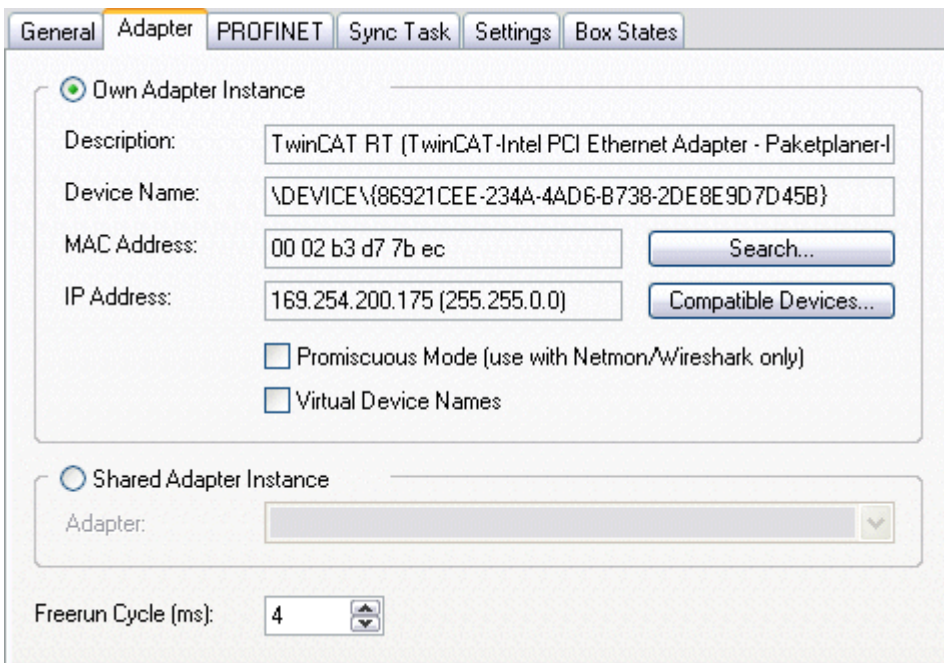 General Adapter PROFINET Sync Task Settings Box States
Own Adapter Instance
Description: TwinCAT RT (TwinCAT-Intel PCI Ethernet Adapter - Paketplaner-
Device Name: \DEVICE\{86921CEE-234A-4AD6-B738-2DE8E9D7D45B}
MAC Address: 00 02 b3 d7 7b ec Search...
IP Address: 169.254.200.175 (255.255.0.0) Compatible Devices...
Promiscuous Mode (use with Netmon/Wireshark only)
Virtual Device Names
Shared Adapter Instance
Adapter:
Freerun Cycle (ms): 4